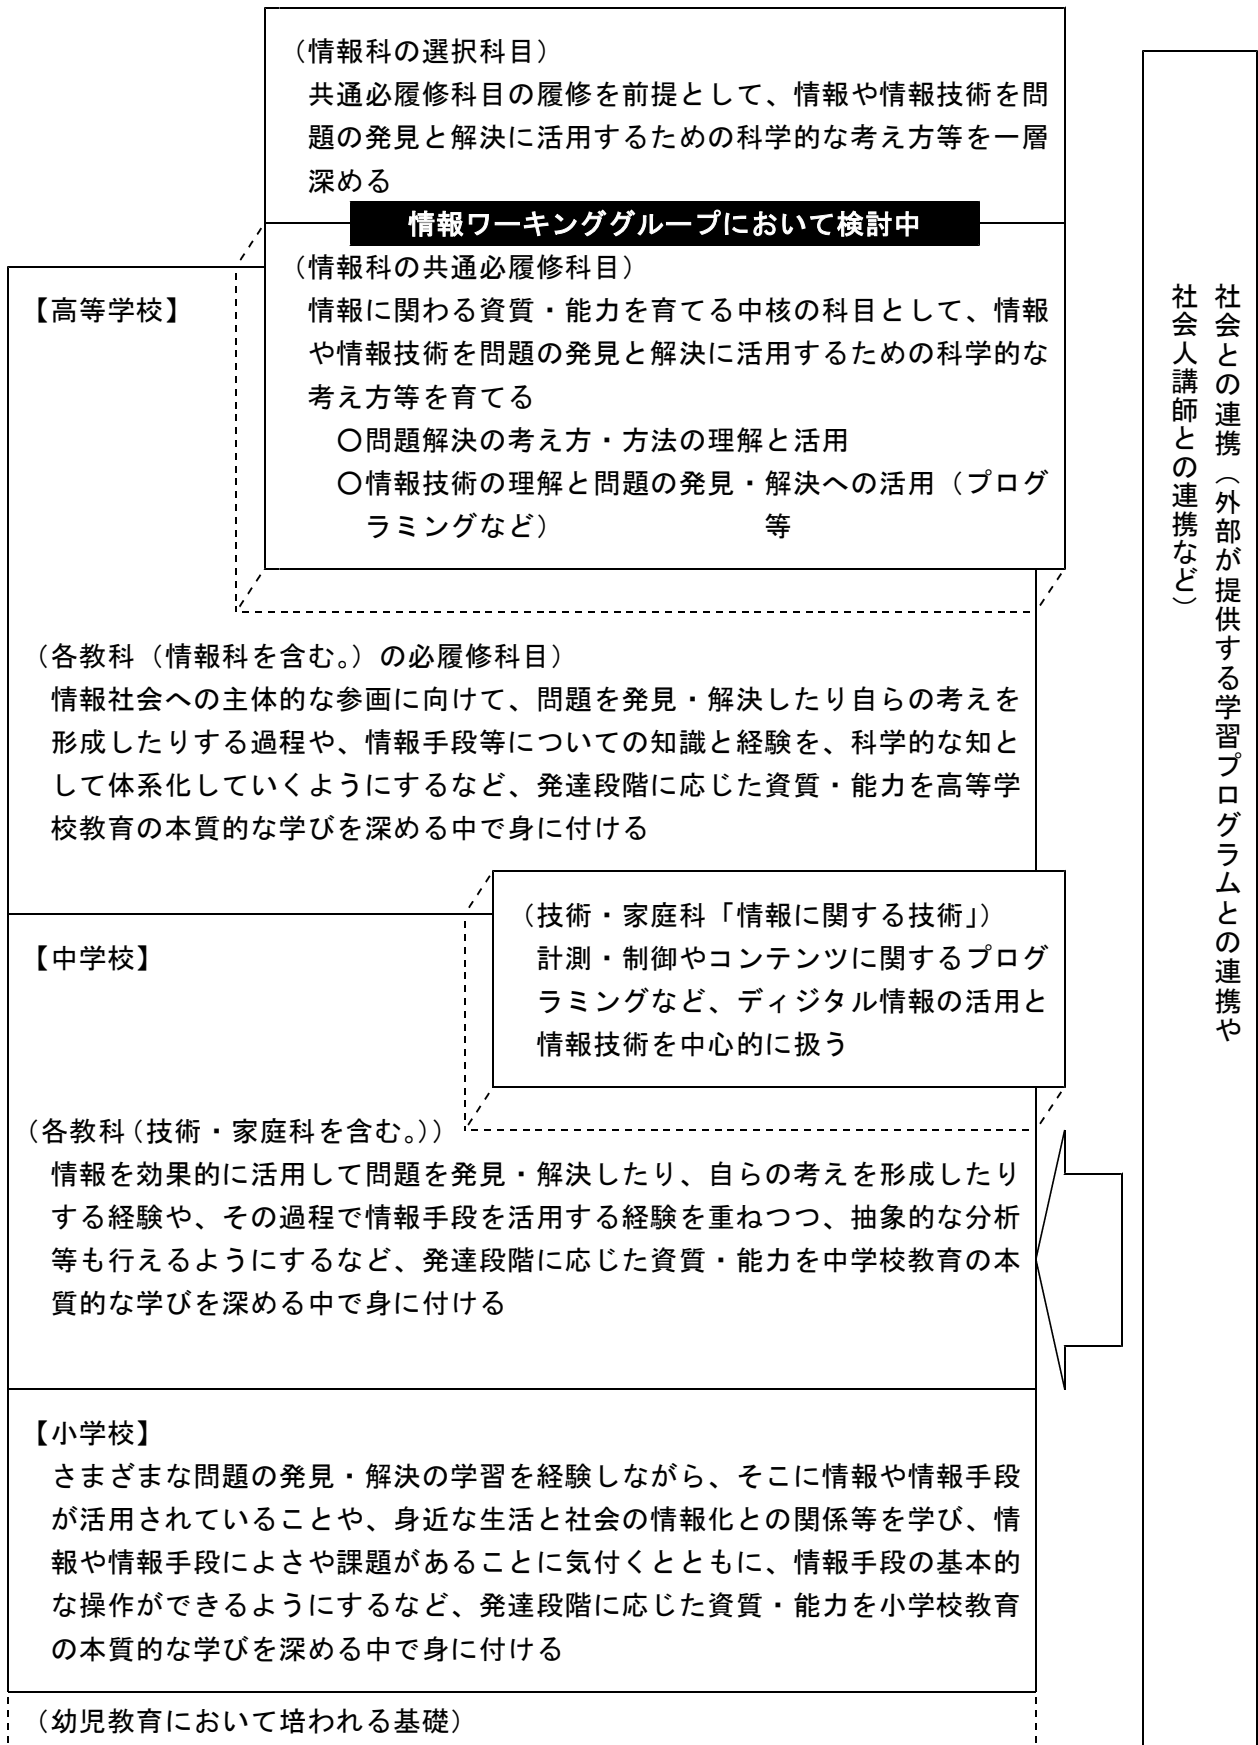 （情報科の選択科目）
共通必履修科目の履修を前提として、情報や情報技術を問
題の発見と解決に活用するための科学的な考え方等を一層
深める
情報ワーキンググループにおいて検討中
（情報科の共通必履修科目）
情報に関わる資質・能力を育てる中核の科目として、情報
や情報技術を問題の発見と解決に活用するための科学的な
考え方等を育てる
〇問題解決の考え方・方法の理解と活用
〇情報技術の理解と問題の発見・解決への活用（プログ
ラミングなど）　等
【高等学校】
（各教科（情報科を含む。）の必履修科目）
情報社会への主体的な参画に向けて、問題を発見・解決したり自らの考えを
形成したりする過程や、情報手段等についての知識と経験を、科学的な知と
して体系化していくようにするなど、発達段階に応じた資質・能力を高等学
校教育の本質的な学びを深める中で身に付ける
（技術・家庭科「情報に関する技術」）
計測・制御やコンテンツに関するプログ
ラミングなど、ディジタル情報の活用と
情報技術を中心的に扱う
【中学校】
（各教科（技術・家庭科を含む。））
情報を効果的に活用して問題を発見・解決したり、自らの考えを形成したり
する経験や、その過程で情報手段を活用する経験を重ねつつ、抽象的な分析
等も行えるようにするなど、発達段階に応じた資質・能力を中学校教育の本
質的な学びを深める中で身に付ける
【小学校】
さまざまな問題の発見・解決の学習を経験しながら、そこに情報や情報手段
が活用されていることや、身近な生活と社会の情報化との関係等を学び、情
報や情報手段によさや課題があることに気付くとともに、情報手段の基本的
な操作ができるようにするなど、発達段階に応じた資質・能力を小学校教育
の本質的な学びを深める中で身に付ける
（幼児教育において培われる基礎）
社会との連携（外部が提供する学習プログラムとの連携や
社会人講師との連携など）